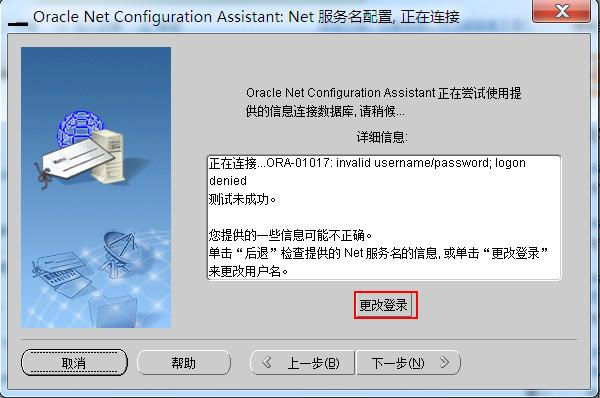 Oracle Net Configuration Assistant: Net 服务名配置, 正在连接
Oracle Net Configuration Assistant 正在尝试使用提
供的信息连接数据库, 请稍候...
详细信息:
正在连接...ORA-01017: invalid username/password; logon
denied
测试未成功。
您提供的一些信息可能不正确。
单击“后退”检查提供的 Net 服务名的信息, 或单击“更改登录”
来更改用户名。
更改登录
取消
帮助
上一步(B)
下一步(N)